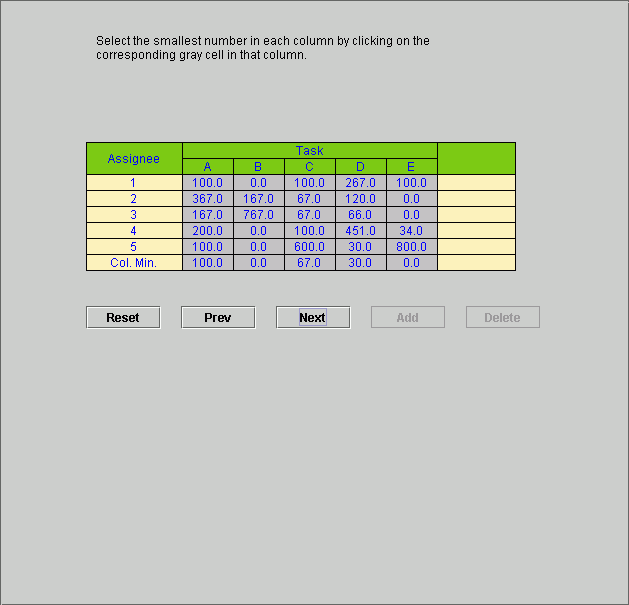 Select the smallest number in each column by clicking on the
corresponding gray cell in that column.
Assignee Task
A B C D E
1 100.0 0.0 100.0 267.0 100.0
2 367.0 167.0 67.0 120.0 0.0
3 167.0 767.0 67.0 66.0 0.0
4 200.0 0.0 100.0 451.0 34.0
5 100.0 0.0 600.0 30.0 800.0
Col. Min. 100.0 0.0 67.0 30.0 0.0
Reset Prev Next Add Delete